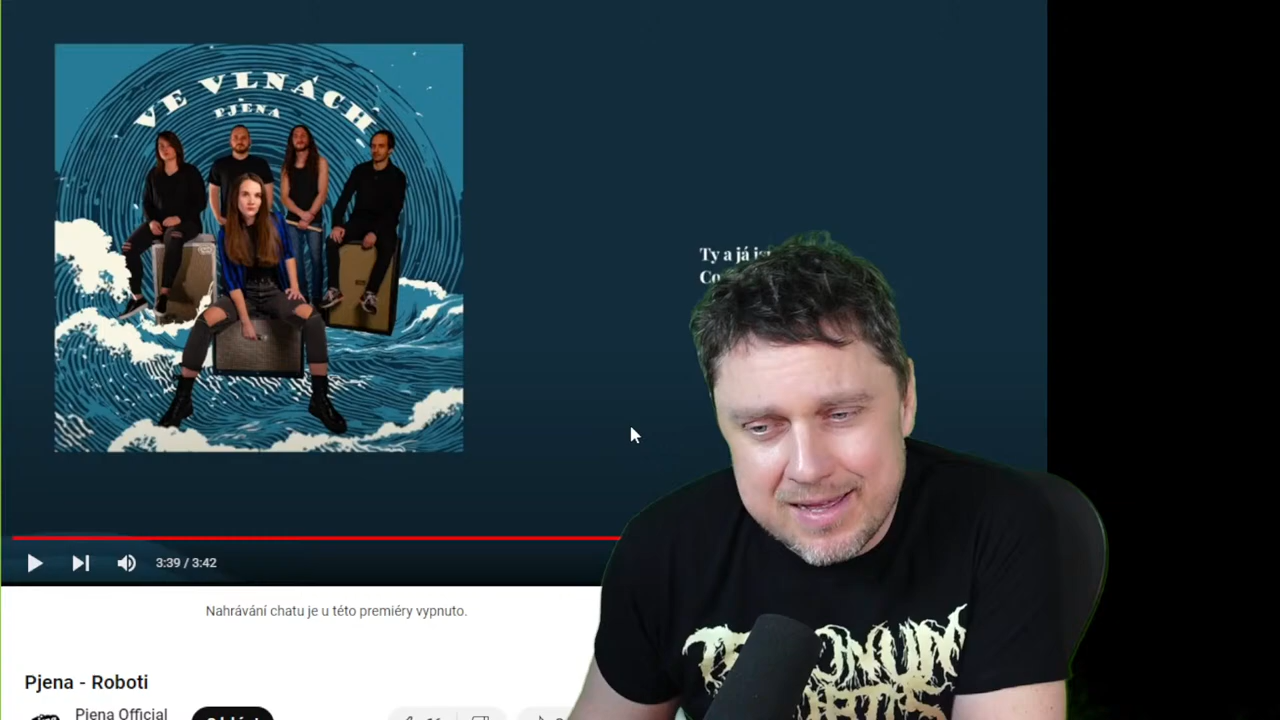 VE VLNÁCH
PJENA
Ty a já
Co
3:39 / 3:42
Nahrávání chatu je u této premiéry vypnuto.
Pjena - Roboti
Pjena Official